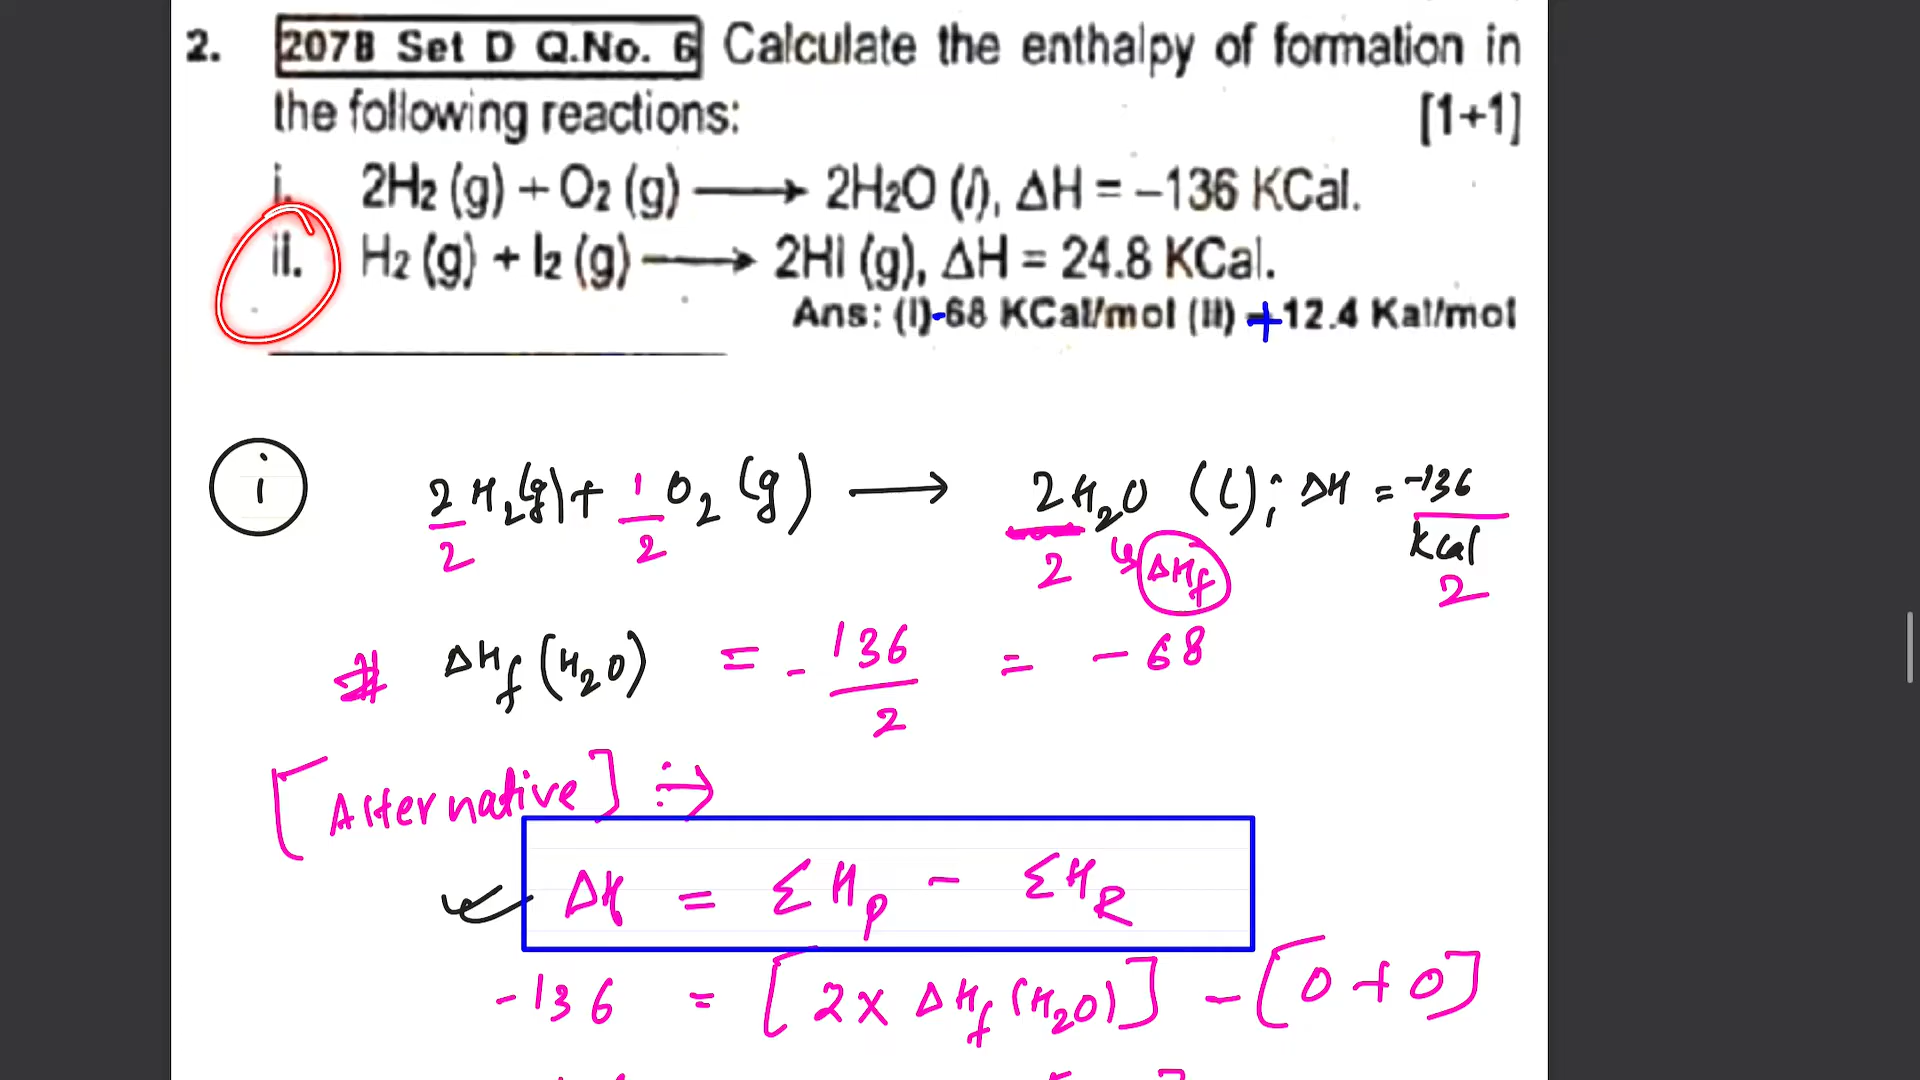 2. 2078 Set D Q.No. 6 Calculate the enthalpy of formation in
the following reactions: [1+1]
i. 2H₂ (g) + O₂ (g) ⟶ 2H₂O (l), ΔH = –136 KCal.
ii. H₂ (g) + I₂ (g) ⟶ 2HI (g), ΔH = 24.8 KCal.
Ans: (I)-68 KCal/mol (II) +12.4 Kal/mol
i 2H₂(g) + 1O₂ (g) ⟶ 2H₂O (l); ΔH = -136
2 2 2 ↳ ΔHf kcal
2
# ΔHf (H₂O) = - 136 = - 68
2
[Alternative] ÷→
ΔH = ΣHp - ΣHR
-136 = [2 x ΔHf (H₂O)] - [0 + 0]